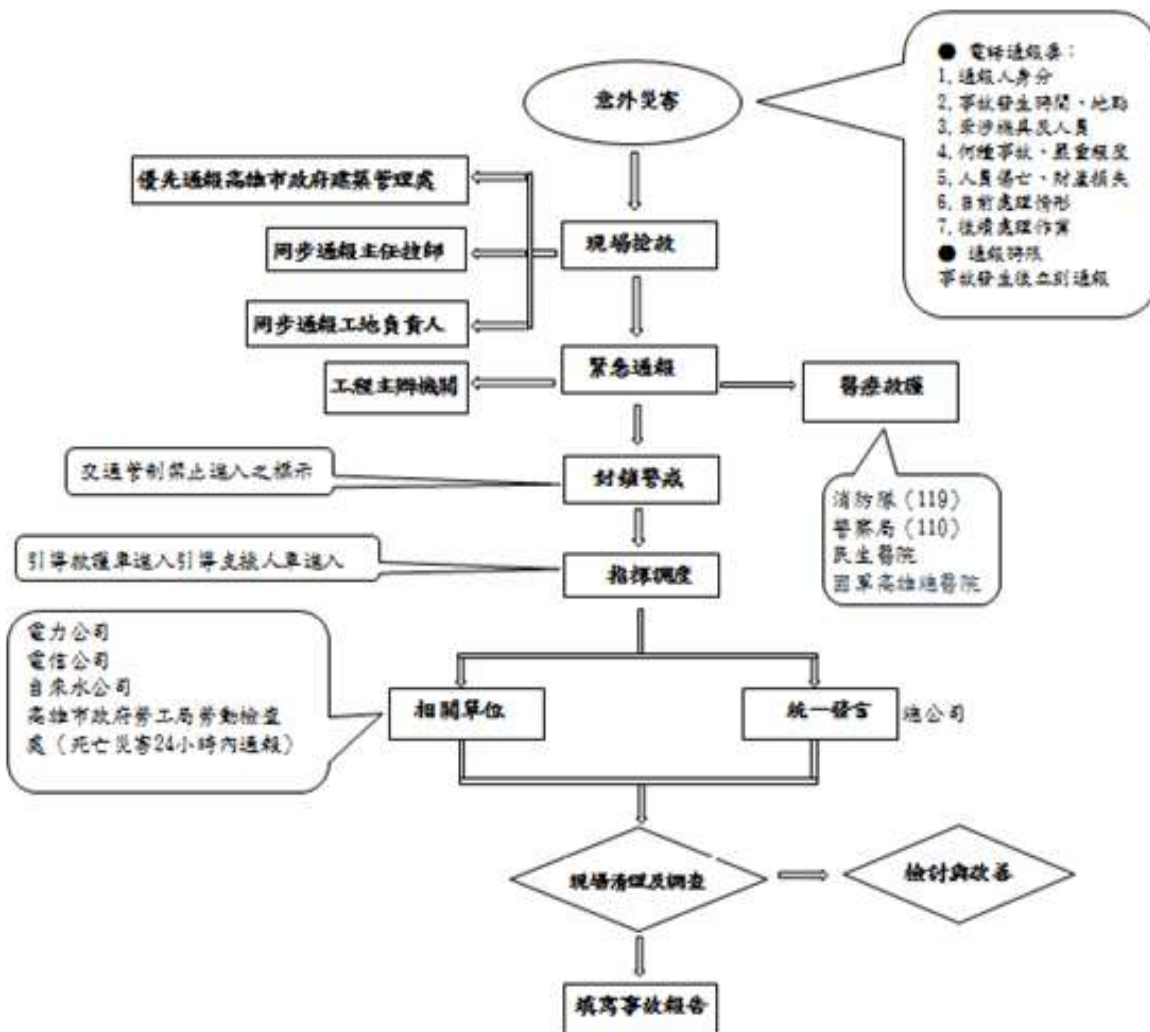 意外災害
● 電話通報要：
1. 通報人身分
2. 事故發生時間、地點
3. 牽涉機具及人員
4. 何種事故、嚴重程度
5. 人員傷亡、財產損失
6. 目前處理情形
7. 後續處理作業
● 通報時限
事故發生後立刻通報
優先通報高雄市政府建築管理處
現場搶救
同步通報主任技師
同步通報工地負責人
緊急通報
工程主辦機關
醫療救護
消防隊（119）
警察局（110）
民生醫院
國軍高雄總醫院
交通管制禁止進入之標示
封鎖警戒
引導救護車進入引導支援人車進入
指揮調度
電力公司
電信公司
自來水公司
高雄市政府勞工局勞動檢查
處（死亡災害24小時內通報）
相關單位
統一發言
總公司
現場清理及調查
檢討與改善
填寫事故報告